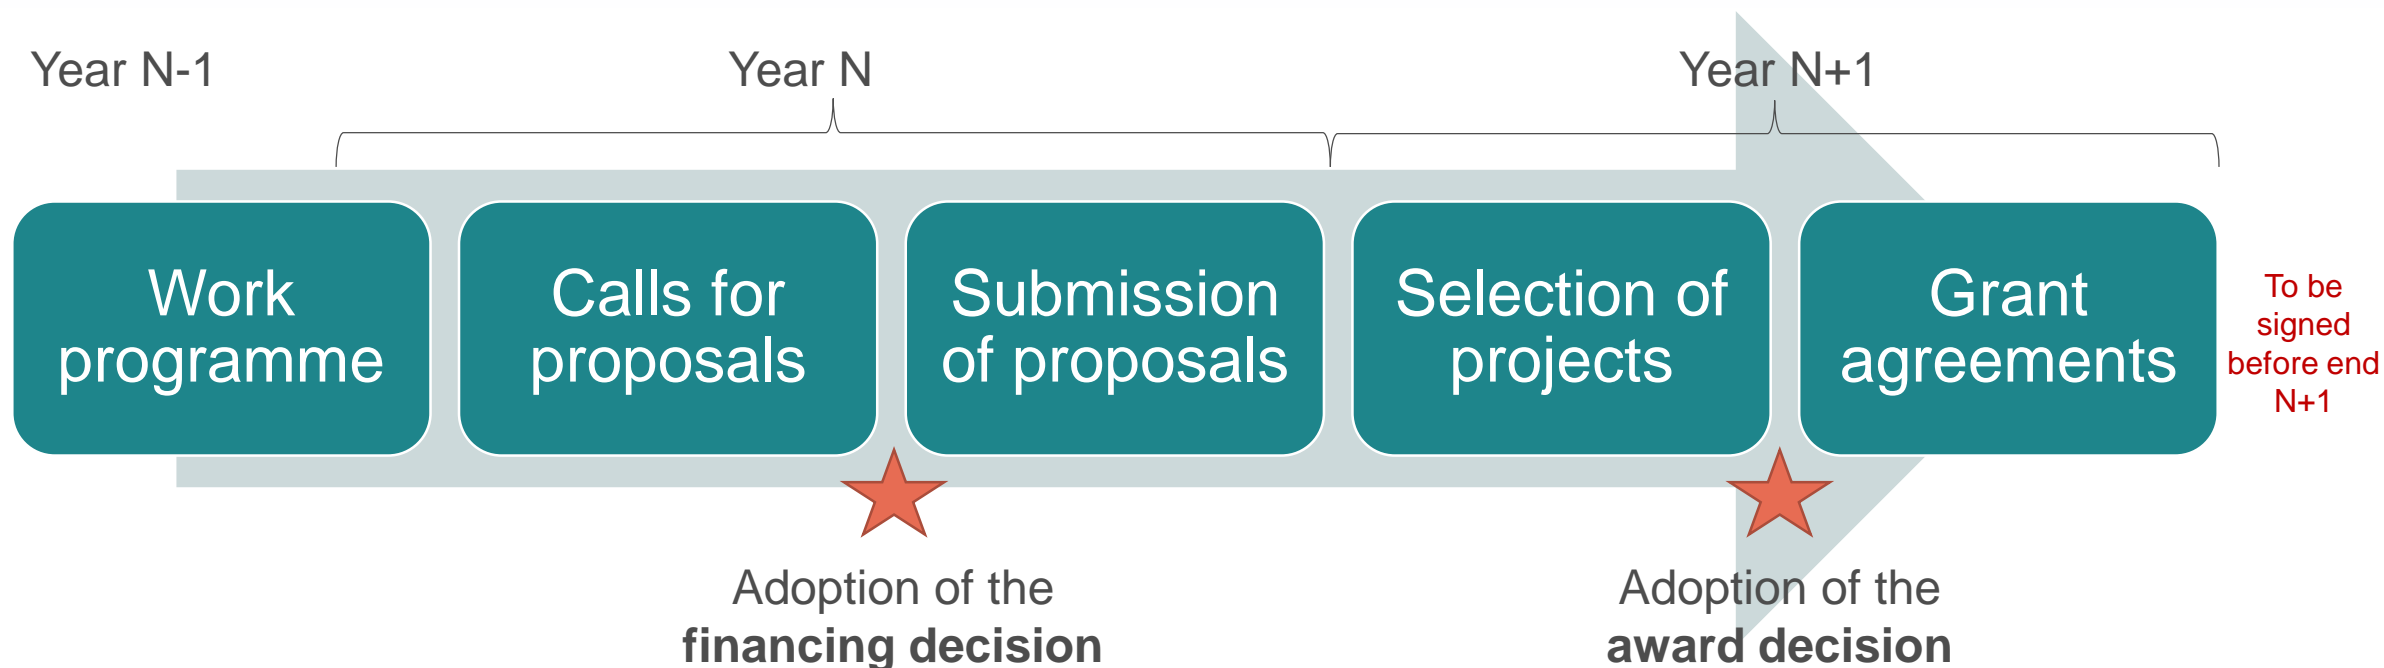 Year N-1
Year N
Year N+1
Work
programme
Calls for
proposals
Submission
of proposals
Selection of
projects
Grant
agreements
To be
signed
before end
N+1
Adoption of the
financing decision
Adoption of the
award decision